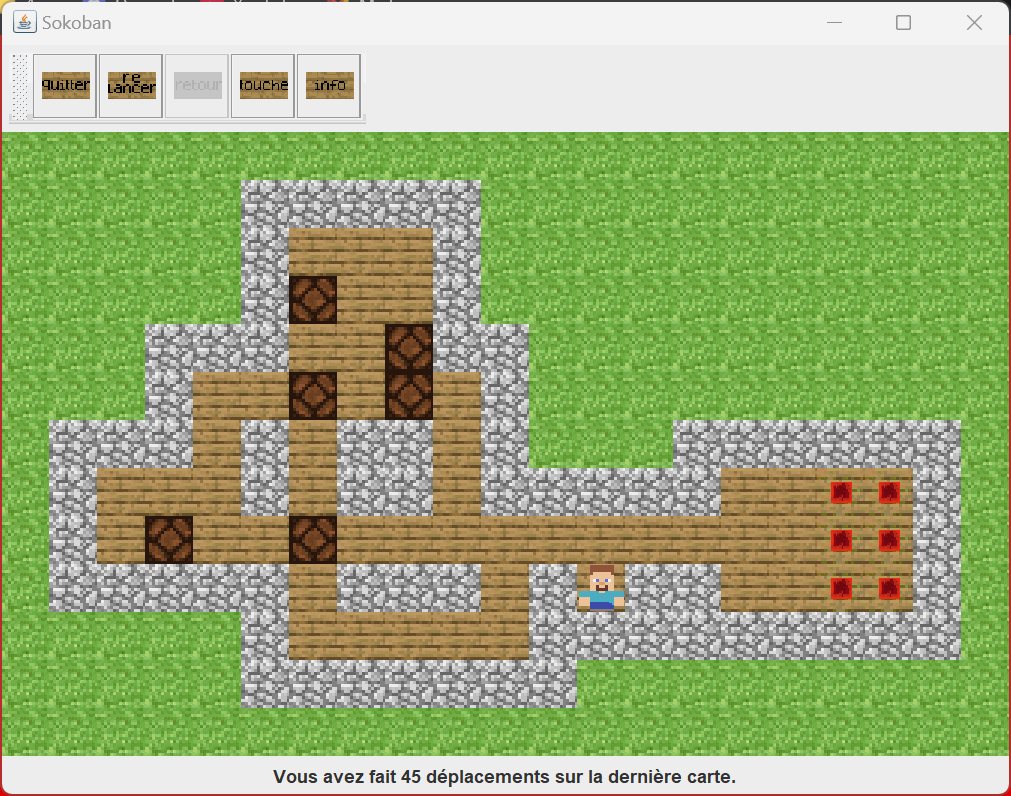 Sokoban
quitter
re
lancer
retour
touche
info
Vous avez fait 45 déplacements sur la dernière carte.